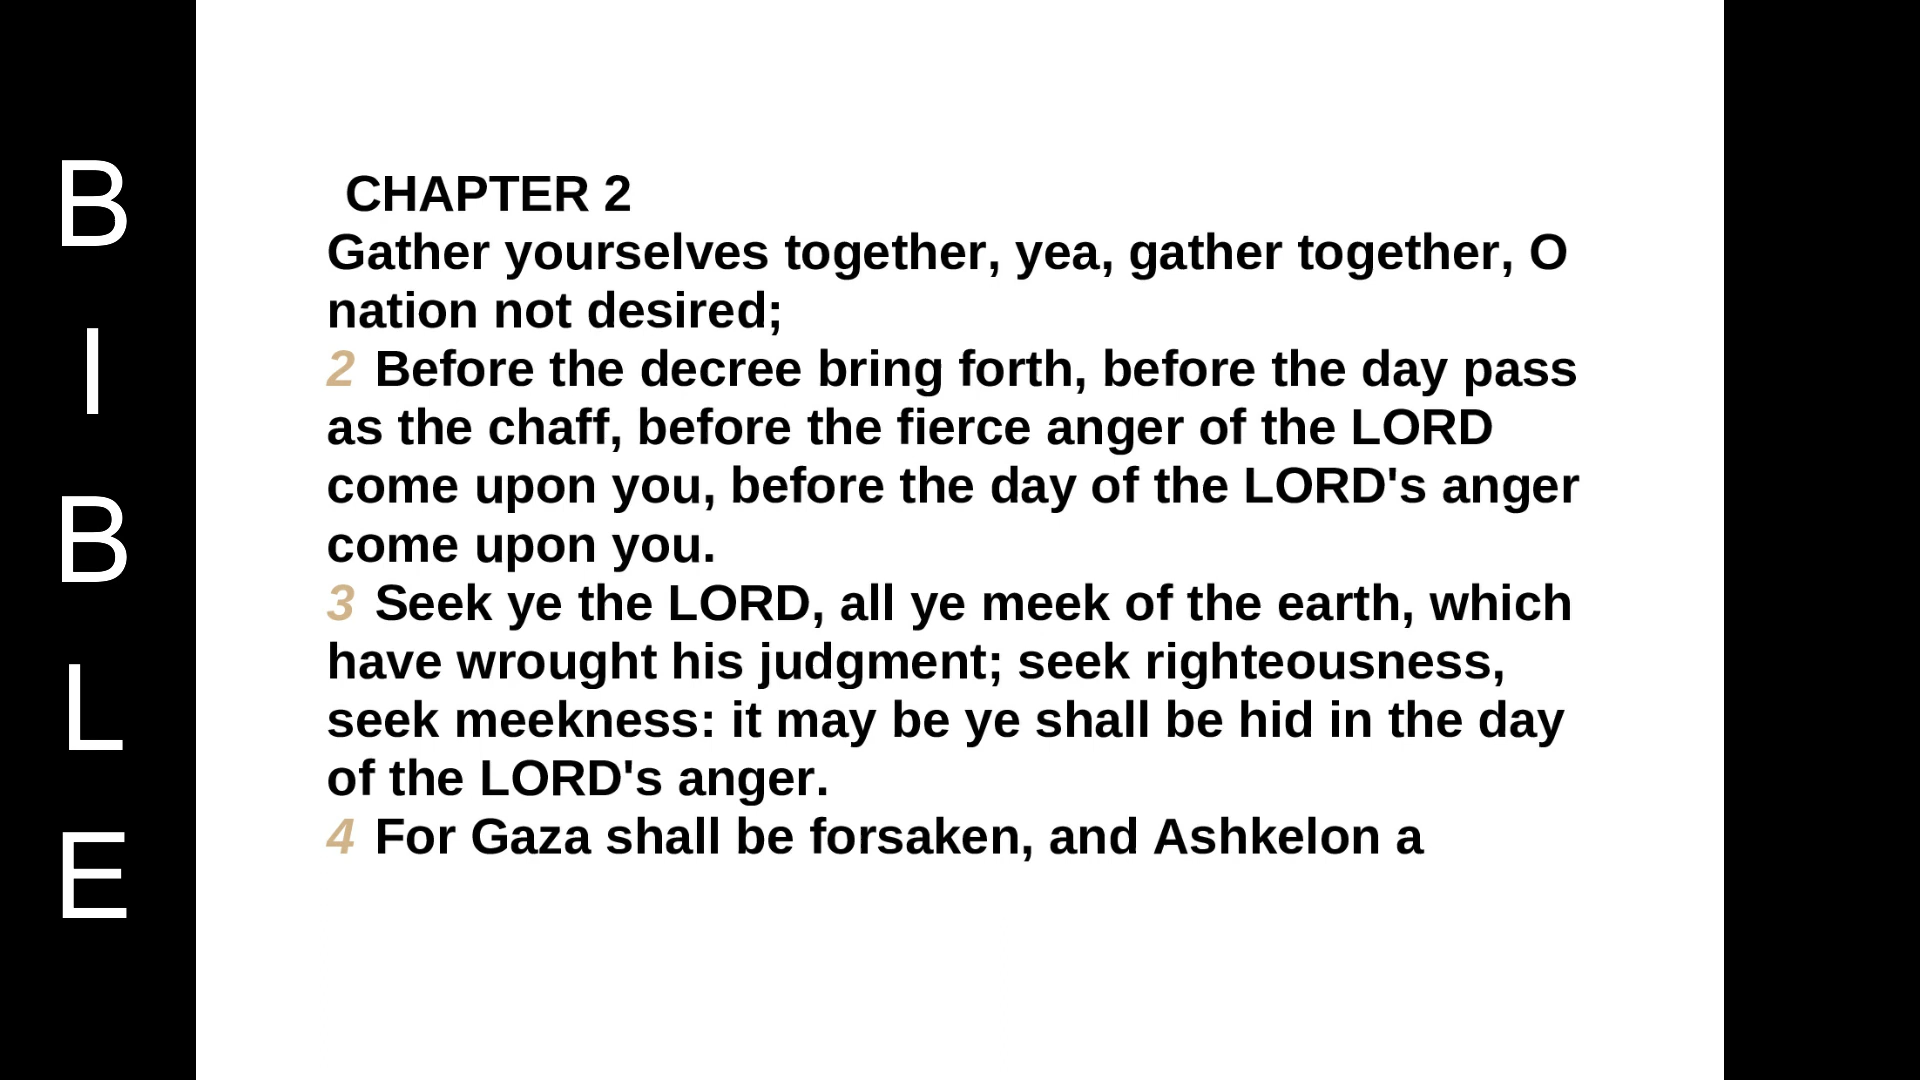 B
I
B
L
E
CHAPTER 2
Gather yourselves together, yea, gather together, O
nation not desired;
2 Before the decree bring forth, before the day pass
as the chaff, before the fierce anger of the LORD
come upon you, before the day of the LORD's anger
come upon you.
3 Seek ye the LORD, all ye meek of the earth, which
have wrought his judgment; seek righteousness,
seek meekness: it may be ye shall be hid in the day
of the LORD's anger.
4 For Gaza shall be forsaken, and Ashkelon a